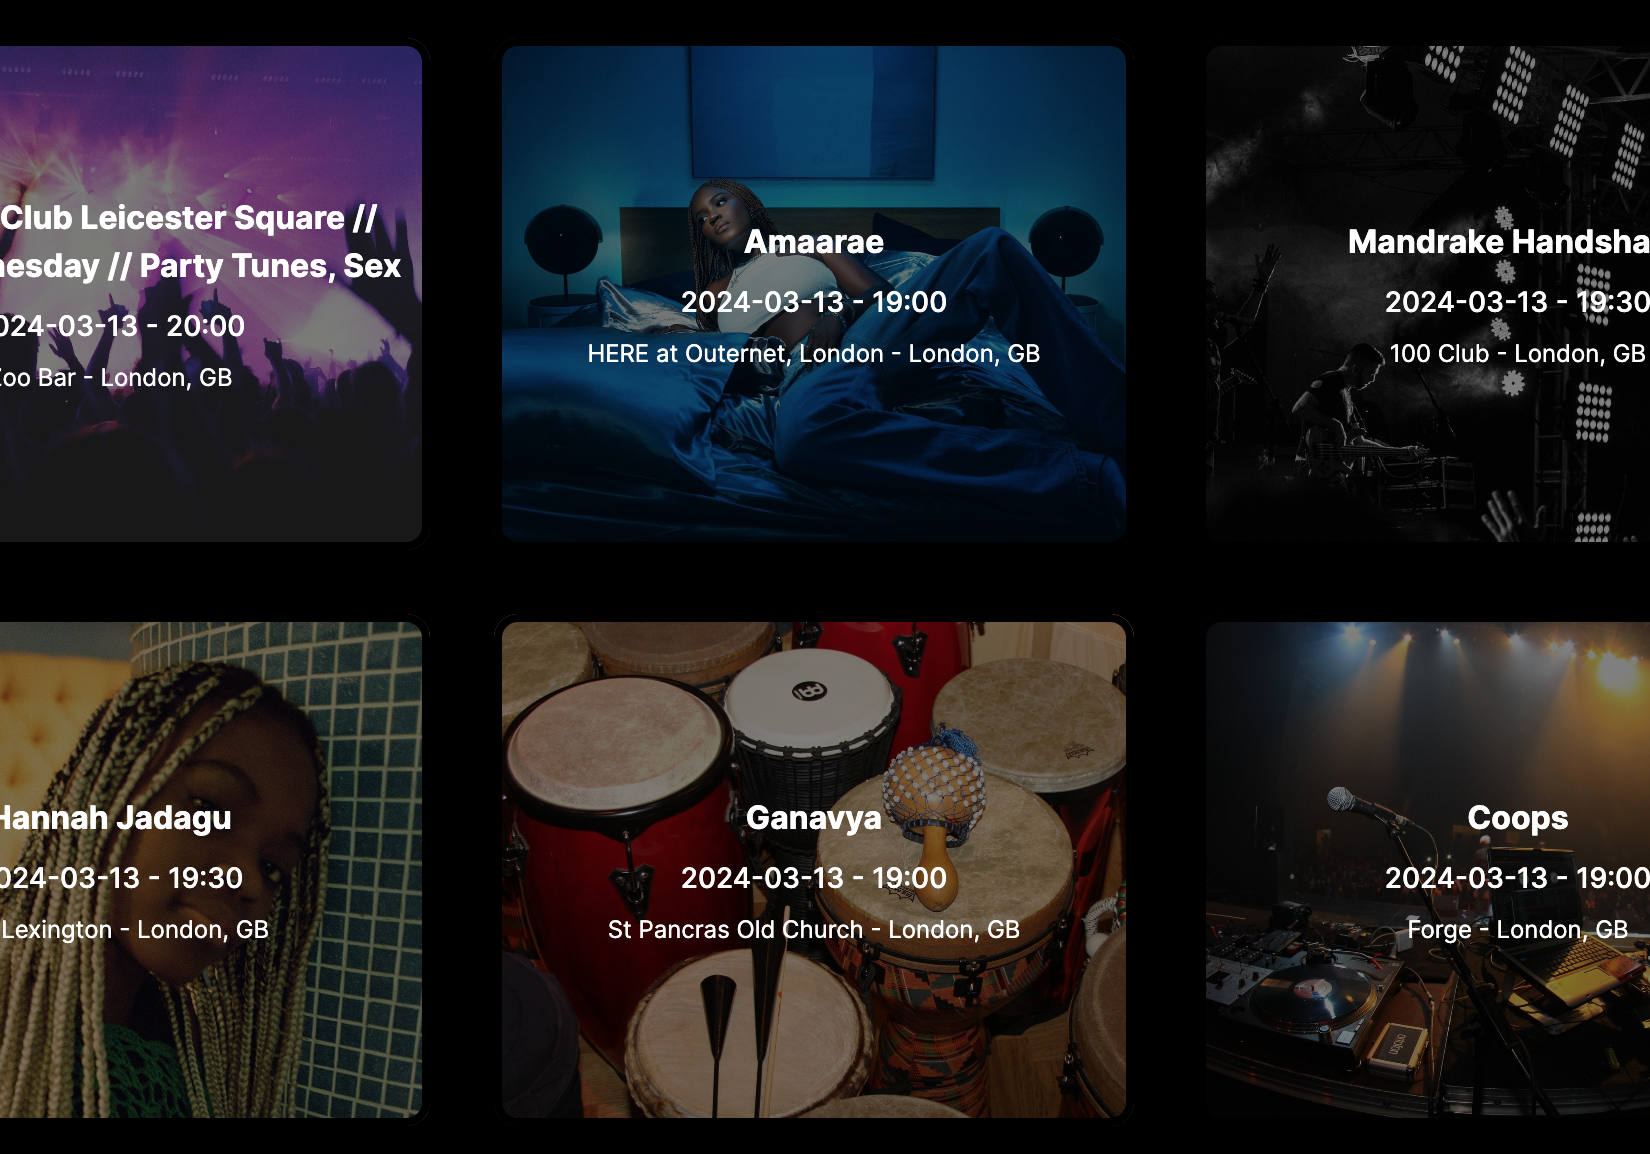 Club Leicester Square //
esday // Party Tunes, Sex
024-03-13 - 20:00
Zoo Bar - London, GB
Amaarae
2024-03-13 - 19:00
HERE at Outernet, London - London, GB
Mandrake Handsha
2024-03-13 - 19:30
100 Club - London, GB
Hannah Jadagu
024-03-13 - 19:30
Lexington - London, GB
Ganavya
2024-03-13 - 19:00
St Pancras Old Church - London, GB
Coops
2024-03-13 - 19:00
Forge - London, GB